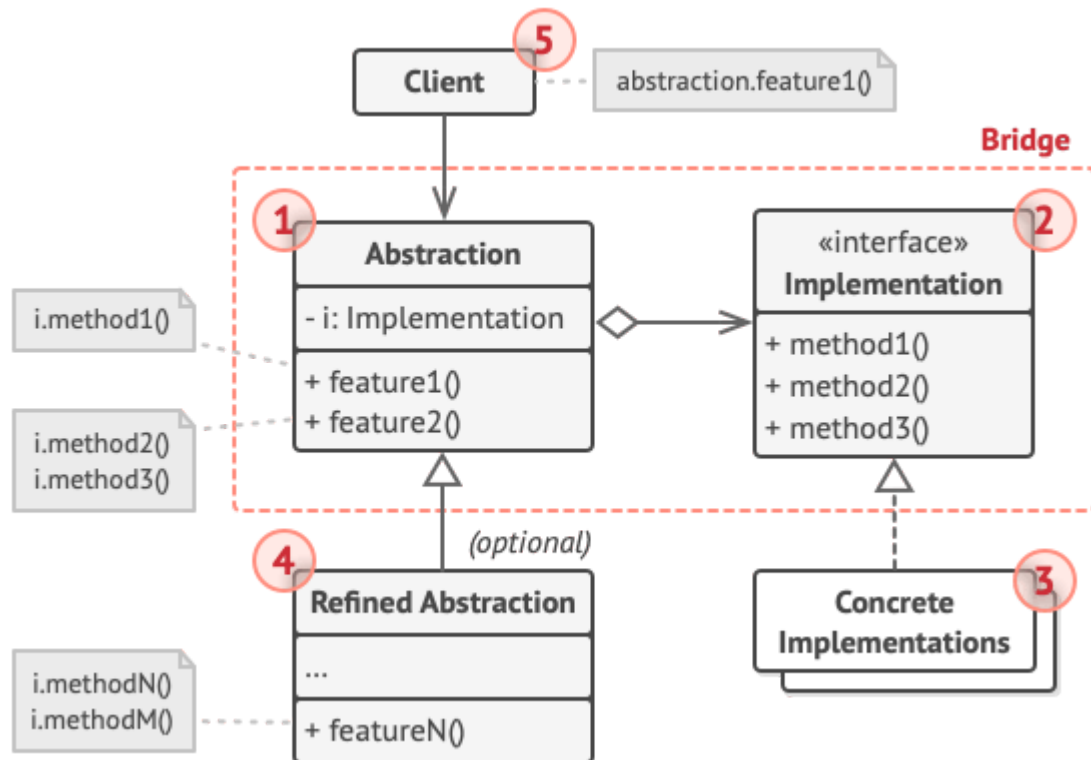 5
Client
abstraction.feature1()
Bridge
1
Abstraction
- i: Implementation
+ feature1()
+ feature2()
i.method1()
i.method2()
i.method3()
2
«interface»
Implementation
+ method1()
+ method2()
+ method3()
(optional)
4
Refined Abstraction
...
+ featureN()
i.methodN()
i.methodM()
3
Concrete
Implementations